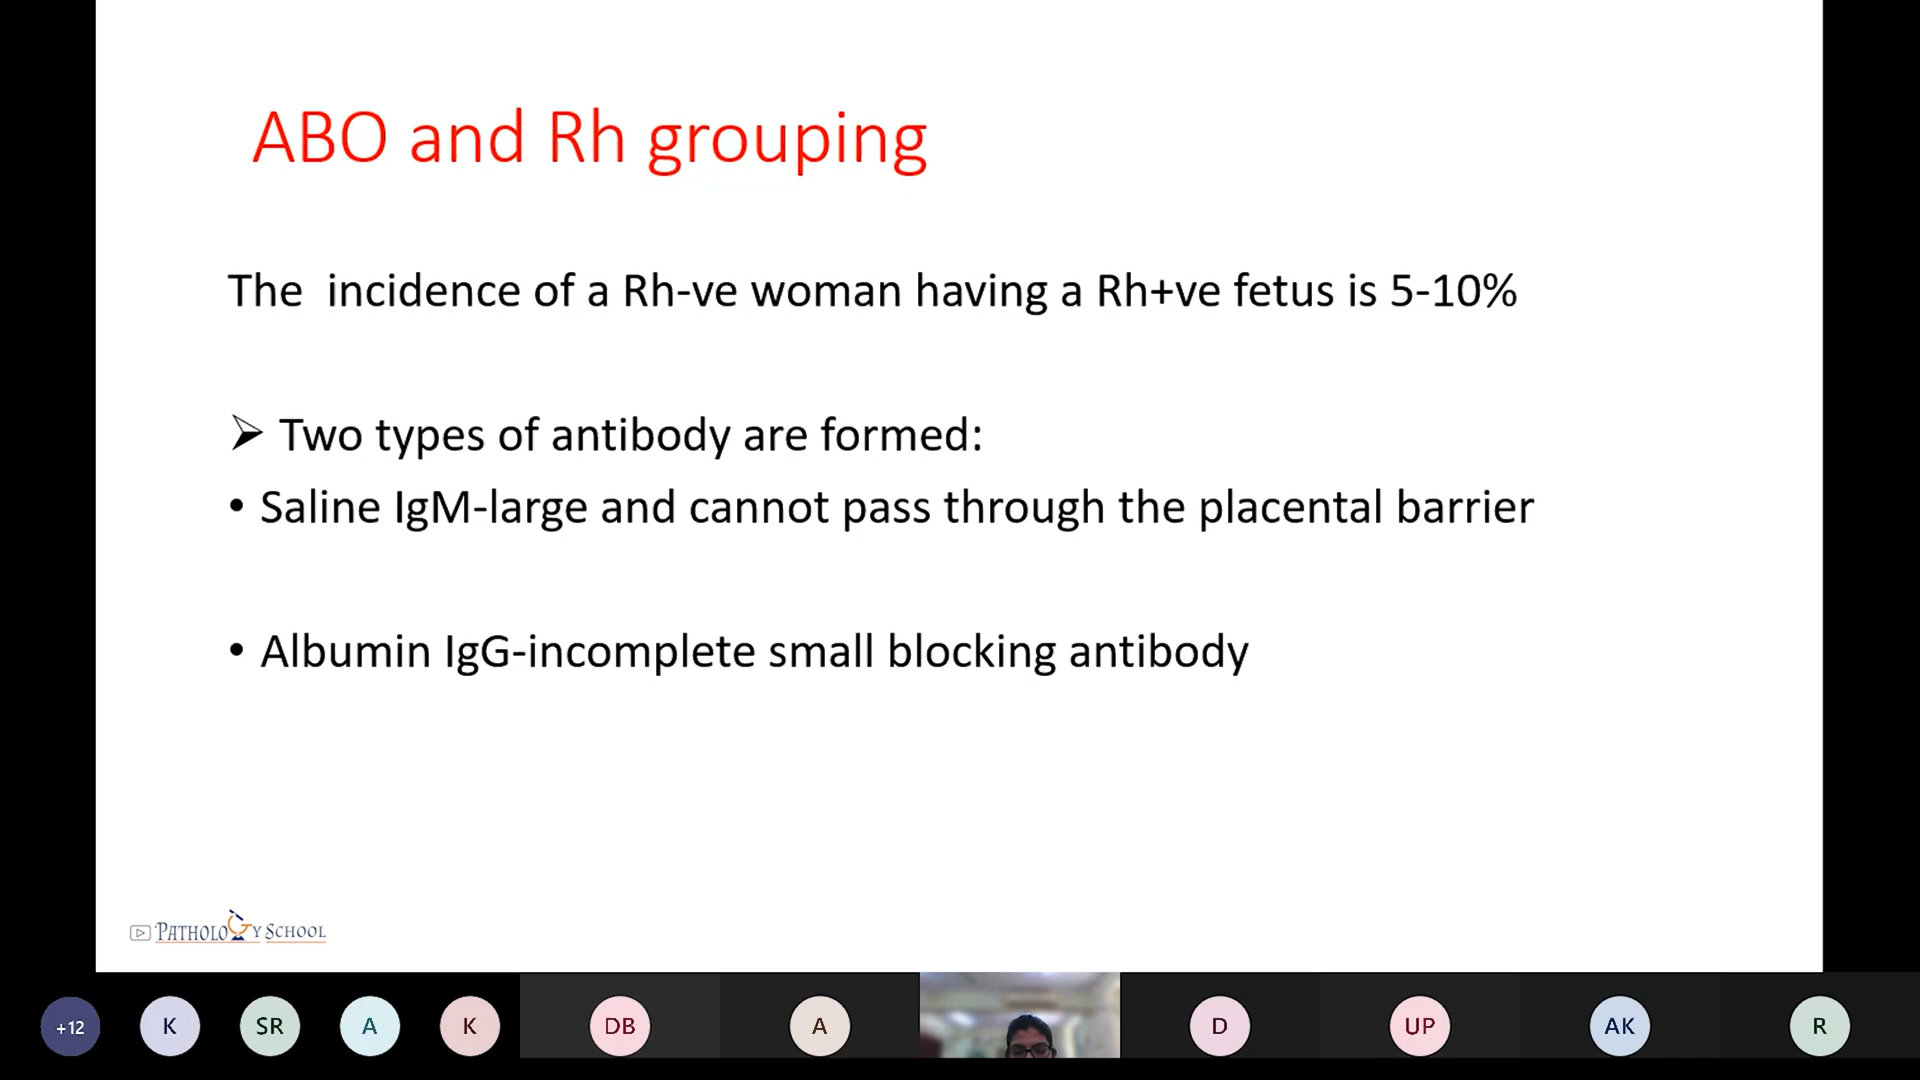 ABO and Rh grouping
The incidence of a Rh-ve woman having a Rh+ve fetus is 5-10%
➢ Two types of antibody are formed:
• Saline IgM-large and cannot pass through the placental barrier
• Albumin IgG-incomplete small blocking antibody
PATHOLOGY SCHOOL
+12 K SR A K DB A D UP AK R